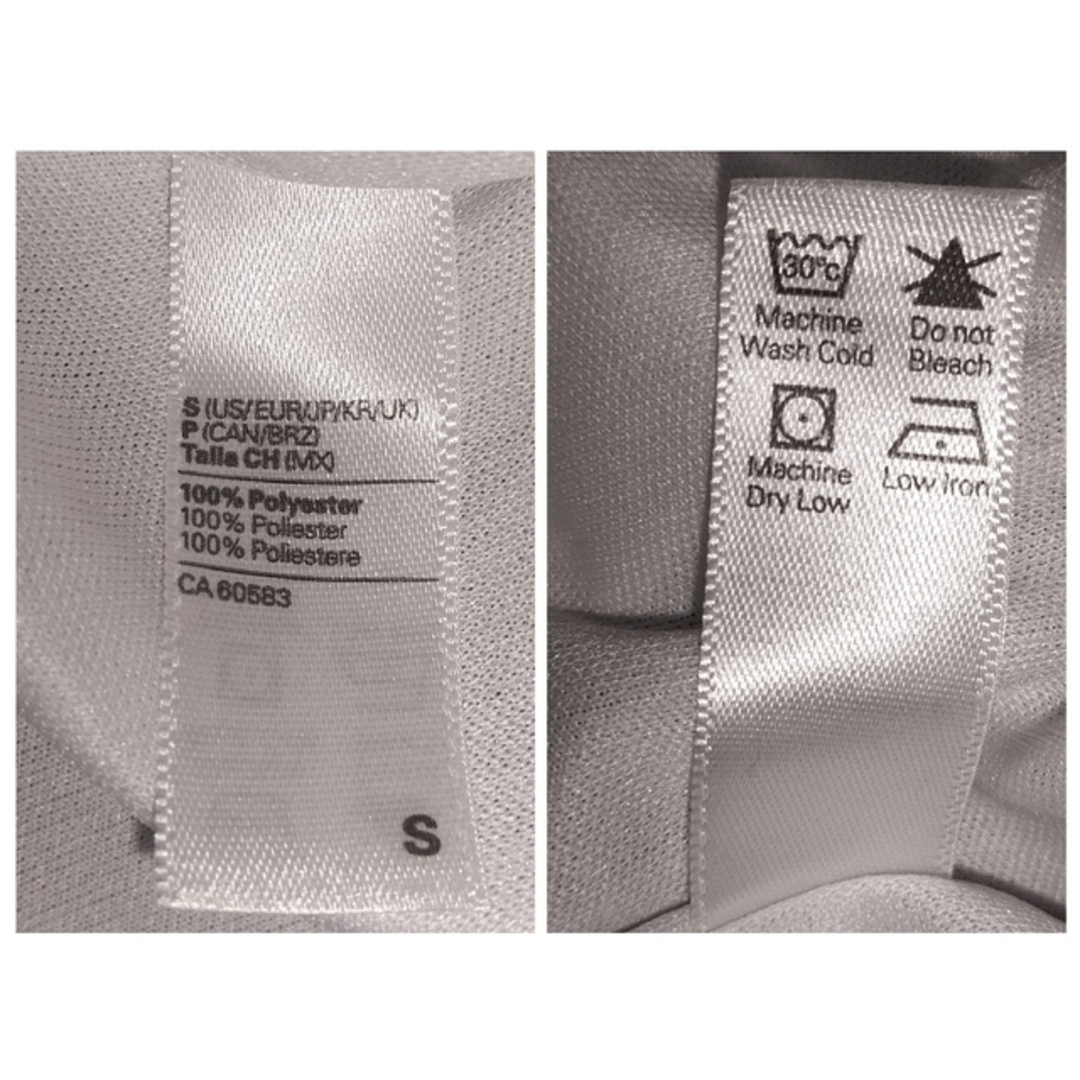 S (US/EUR/JP/KR/UK)
P (CAN/BRZ)
Talla CH (MX)
100% Polyester
100% Poliester
100% Poliestere
CA 60583
S
30°c
Machine
Wash Cold
Do not
Bleach
Machine
Dry Low
Low Iron